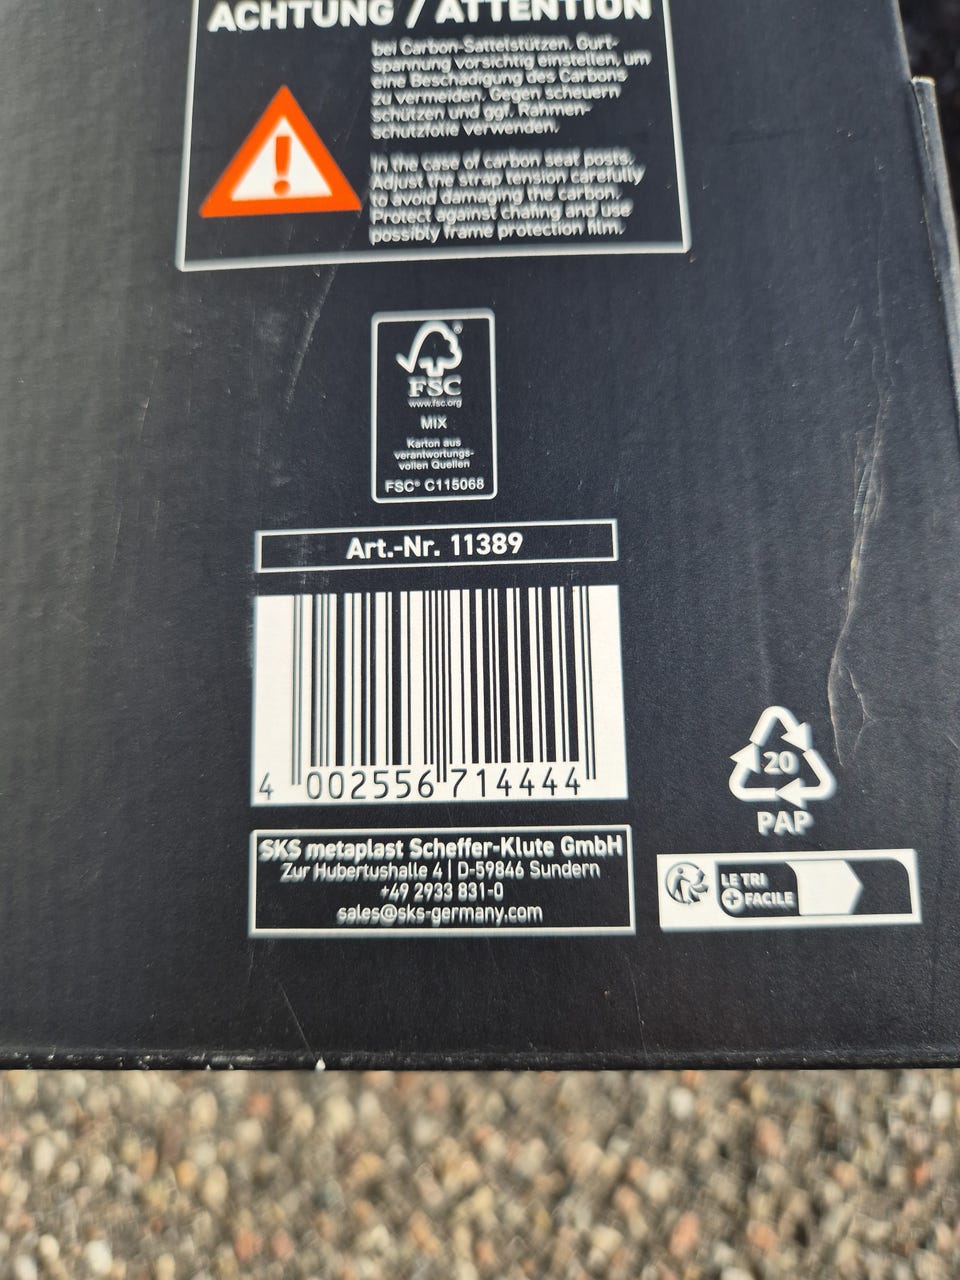 ACHTUNG / ATTENTION
bei Carbon-Sattelstützen. Gurt-
spannung vorsichtig einstellen, um
eine Beschädigung des Carbons
zu vermeiden. Gegen scheuern
schützen und ggf. Rahmen-
schutzfolie verwenden.
In the case of carbon seat posts.
Adjust the strap tension carefully
to avoid damaging the carbon.
Protect against chafing and use
possibly frame protection film.
FSC®
www.fsc.org
MIX
Karton aus
verantwortungs-
vollen Quellen
FSC® C115068
Art.-Nr. 11389
4 002556 714444
20
PAP
SKS metaplast Scheffer-Klute GmbH
Zur Hubertushalle 4 | D-59846 Sundern
+49 2933 831-0
sales@sks-germany.com
LE TRI
+ FACILE